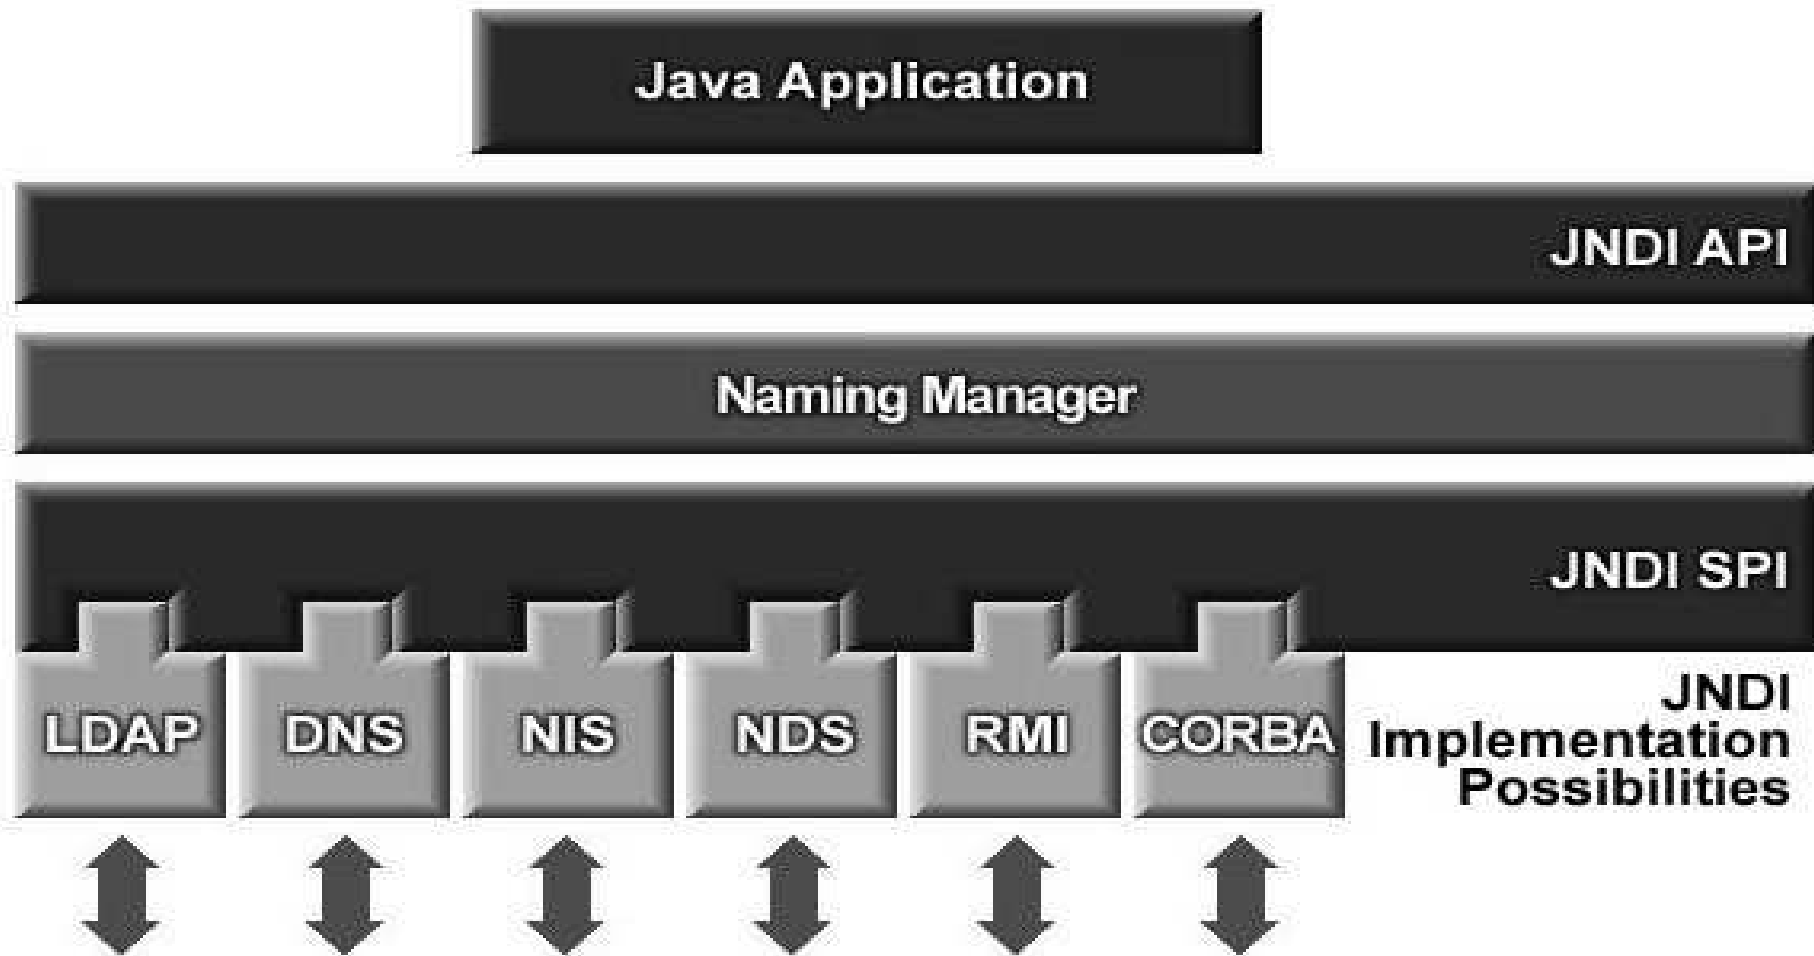 Java Application
JNDI API
Naming Manager
JNDI SPI
LDAP DNS NIS NDS RMI CORBA
JNDI
Implementation
Possibilities